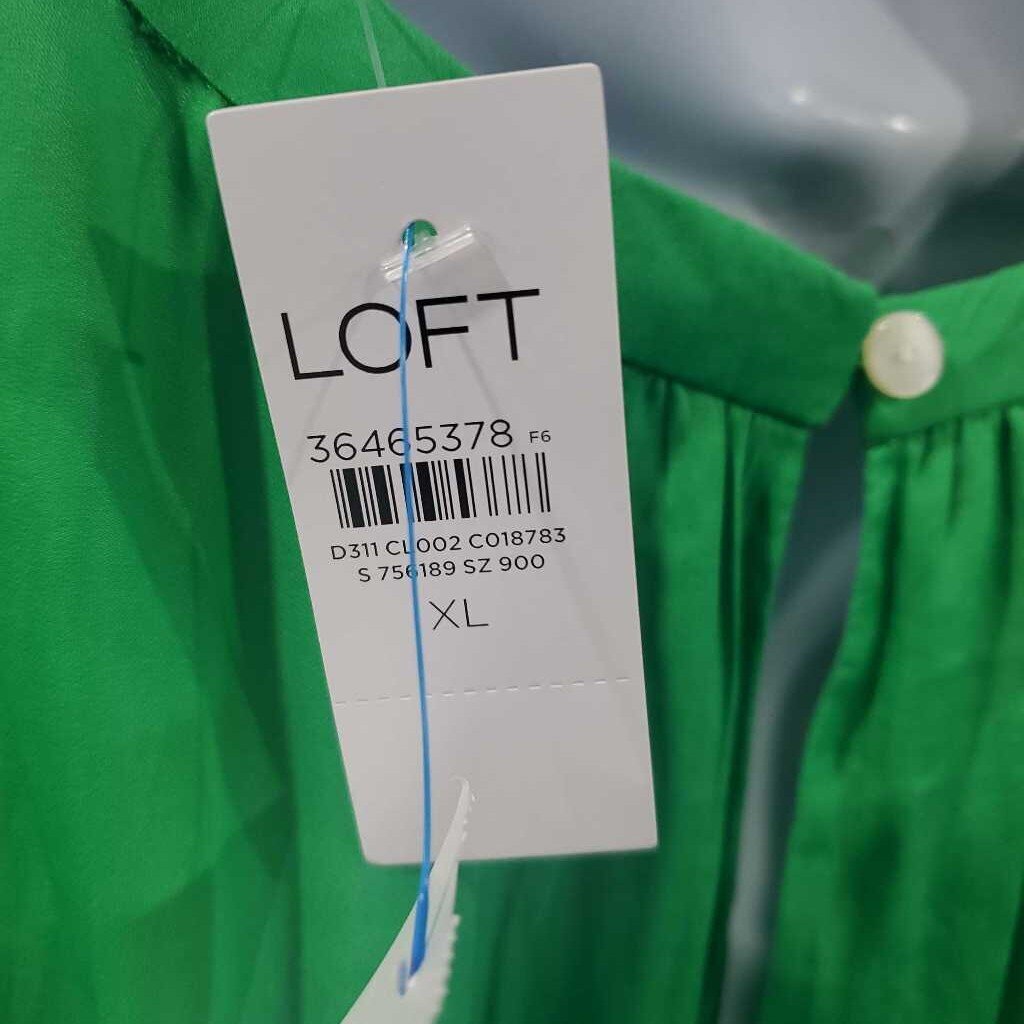 LOFT
36465378 F6
D311 CL002 C018783
S 756189 SZ 900
XL